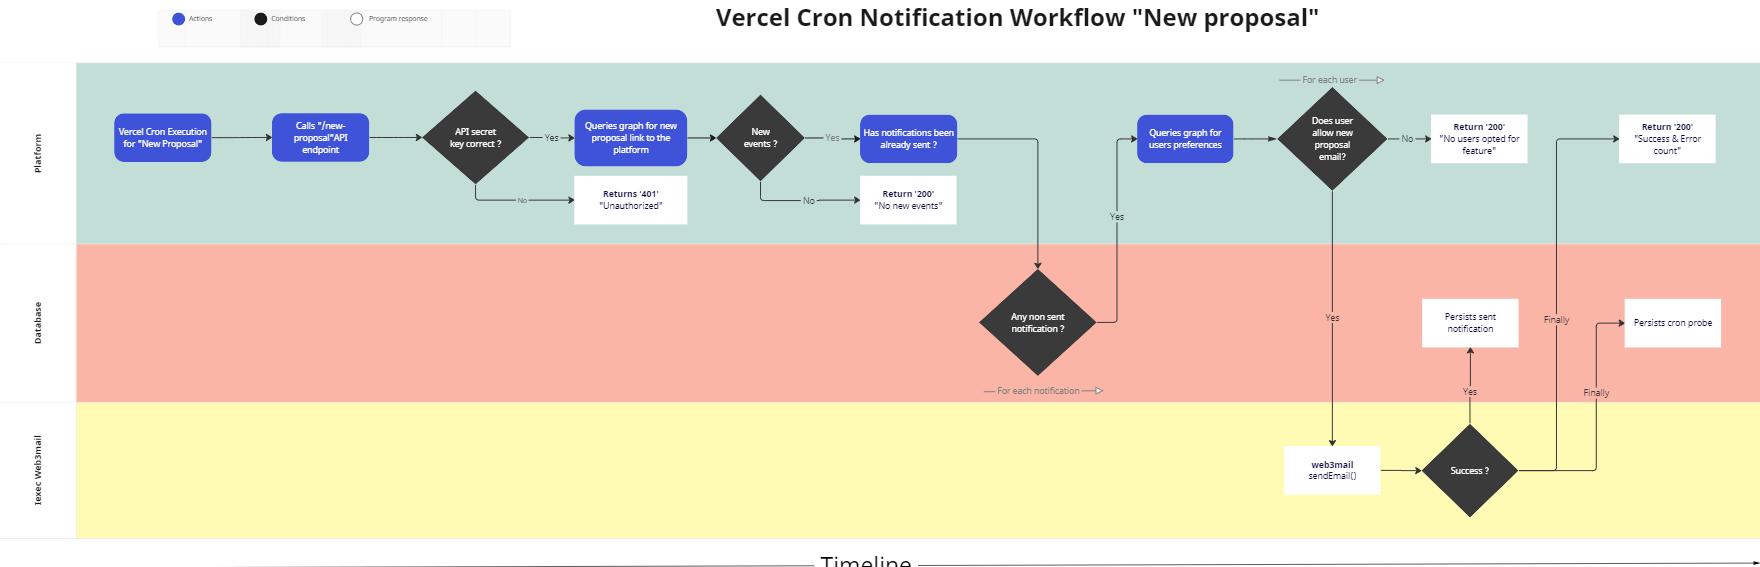 Vercel Cron Notification Workflow "New proposal"
Actions
Conditions
Program response
Platform
Vercel Cron Execution
for "New Proposal"
Calls "/new-
proposal"API
endpoint
API secret
key correct ?
Yes
No
Queries graph for new
proposal link to the
platform
Returns '401'
"Unauthorized"
New
events ?
Yes
No
Has notifications been
already sent ?
Return '200'
"No new events"
Yes
Queries graph for
users preferences
For each user
Does user
allow new
proposal
email?
No
Return '200'
"No users opted for
feature"
Return '200'
"Success & Error
count"
Database
Any non sent
notification ?
For each notification
Yes
Persists sent
notification
Finally
Persists cron probe
Yes
Finally
Iexec Web3mail
web3mail
sendEmail()
Success ?
Timeline